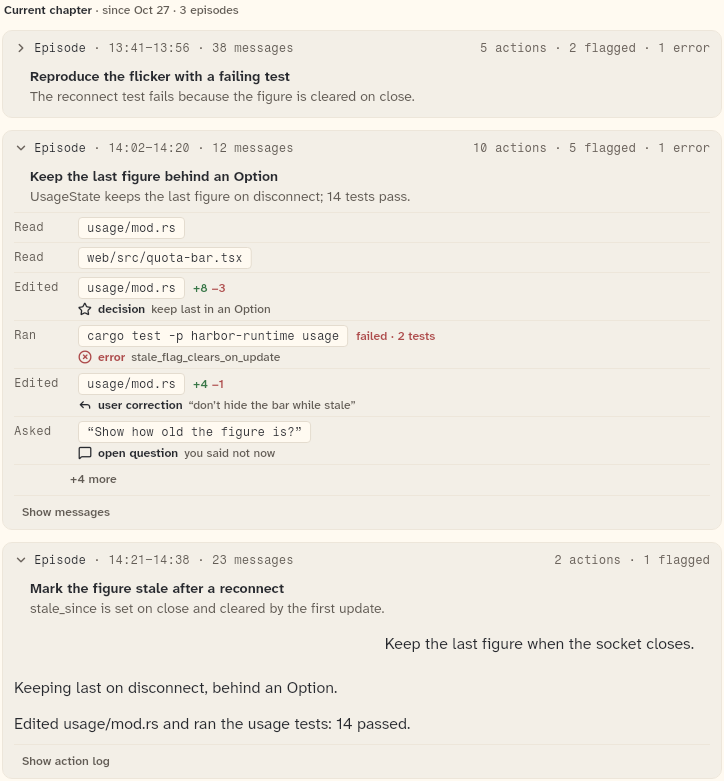 Current chapter · since Oct 27 · 3 episodes
Episode · 13:41–13:56 · 38 messages 5 actions · 2 flagged · 1 error
Reproduce the flicker with a failing test
The reconnect test fails because the figure is cleared on close.
Episode · 14:02–14:20 · 12 messages 10 actions · 5 flagged · 1 error
Keep the last figure behind an Option
UsageState keeps the last figure on disconnect; 14 tests pass.
Read usage/mod.rs
Read web/src/quota-bar.tsx
Edited usage/mod.rs +8 −3
decision keep last in an Option
Ran cargo test -p harbor-runtime usage failed · 2 tests
error stale_flag_clears_on_update
Edited usage/mod.rs +4 −1
user correction “don’t hide the bar while stale”
Asked “Show how old the figure is?”
open question you said not now
+4 more
Show messages
Episode · 14:21–14:38 · 23 messages 2 actions · 1 flagged
Mark the figure stale after a reconnect
stale_since is set on close and cleared by the first update.
Keep the last figure when the socket closes.
Keeping last on disconnect, behind an Option.
Edited usage/mod.rs and ran the usage tests: 14 passed.
Show action log